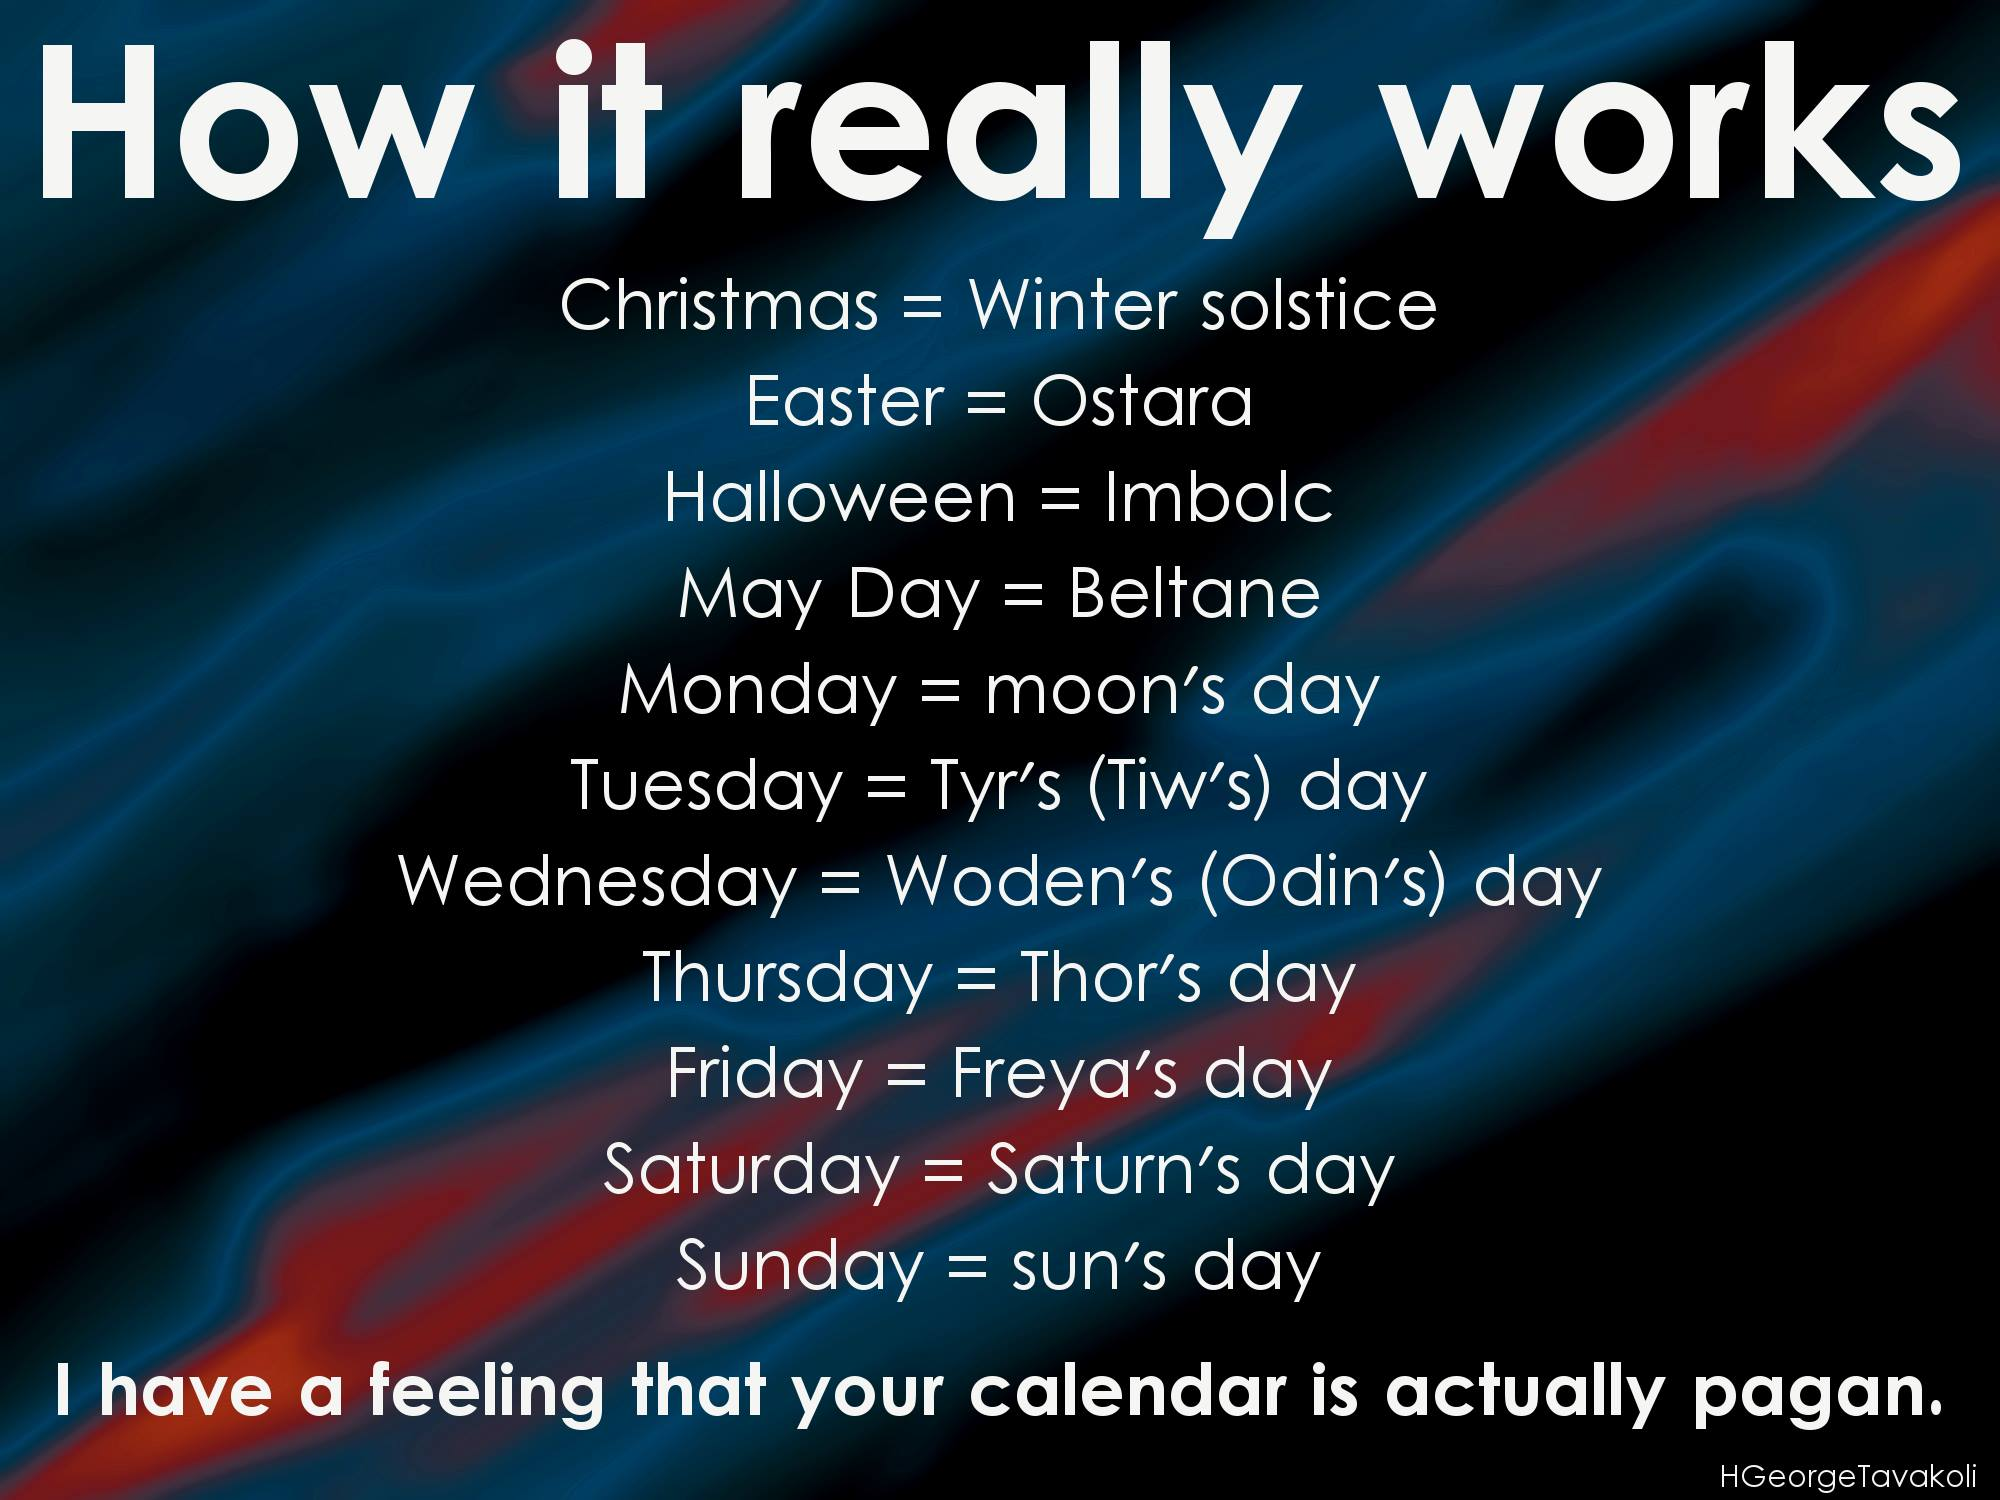 How it really works
Christmas = Winter solstice
Easter = Ostara
Halloween = Imbolc
May Day = Beltane
Monday = moon's day
Tuesday = Tyr's (Tiw's) day
Wednesday = Woden's (Odin's) day
Thursday = Thor's day
Friday = Freya's day
Saturday = Saturn's day
Sunday = sun's day
I have a feeling that your calendar is actually pagan.
HGeorgeTavakoli